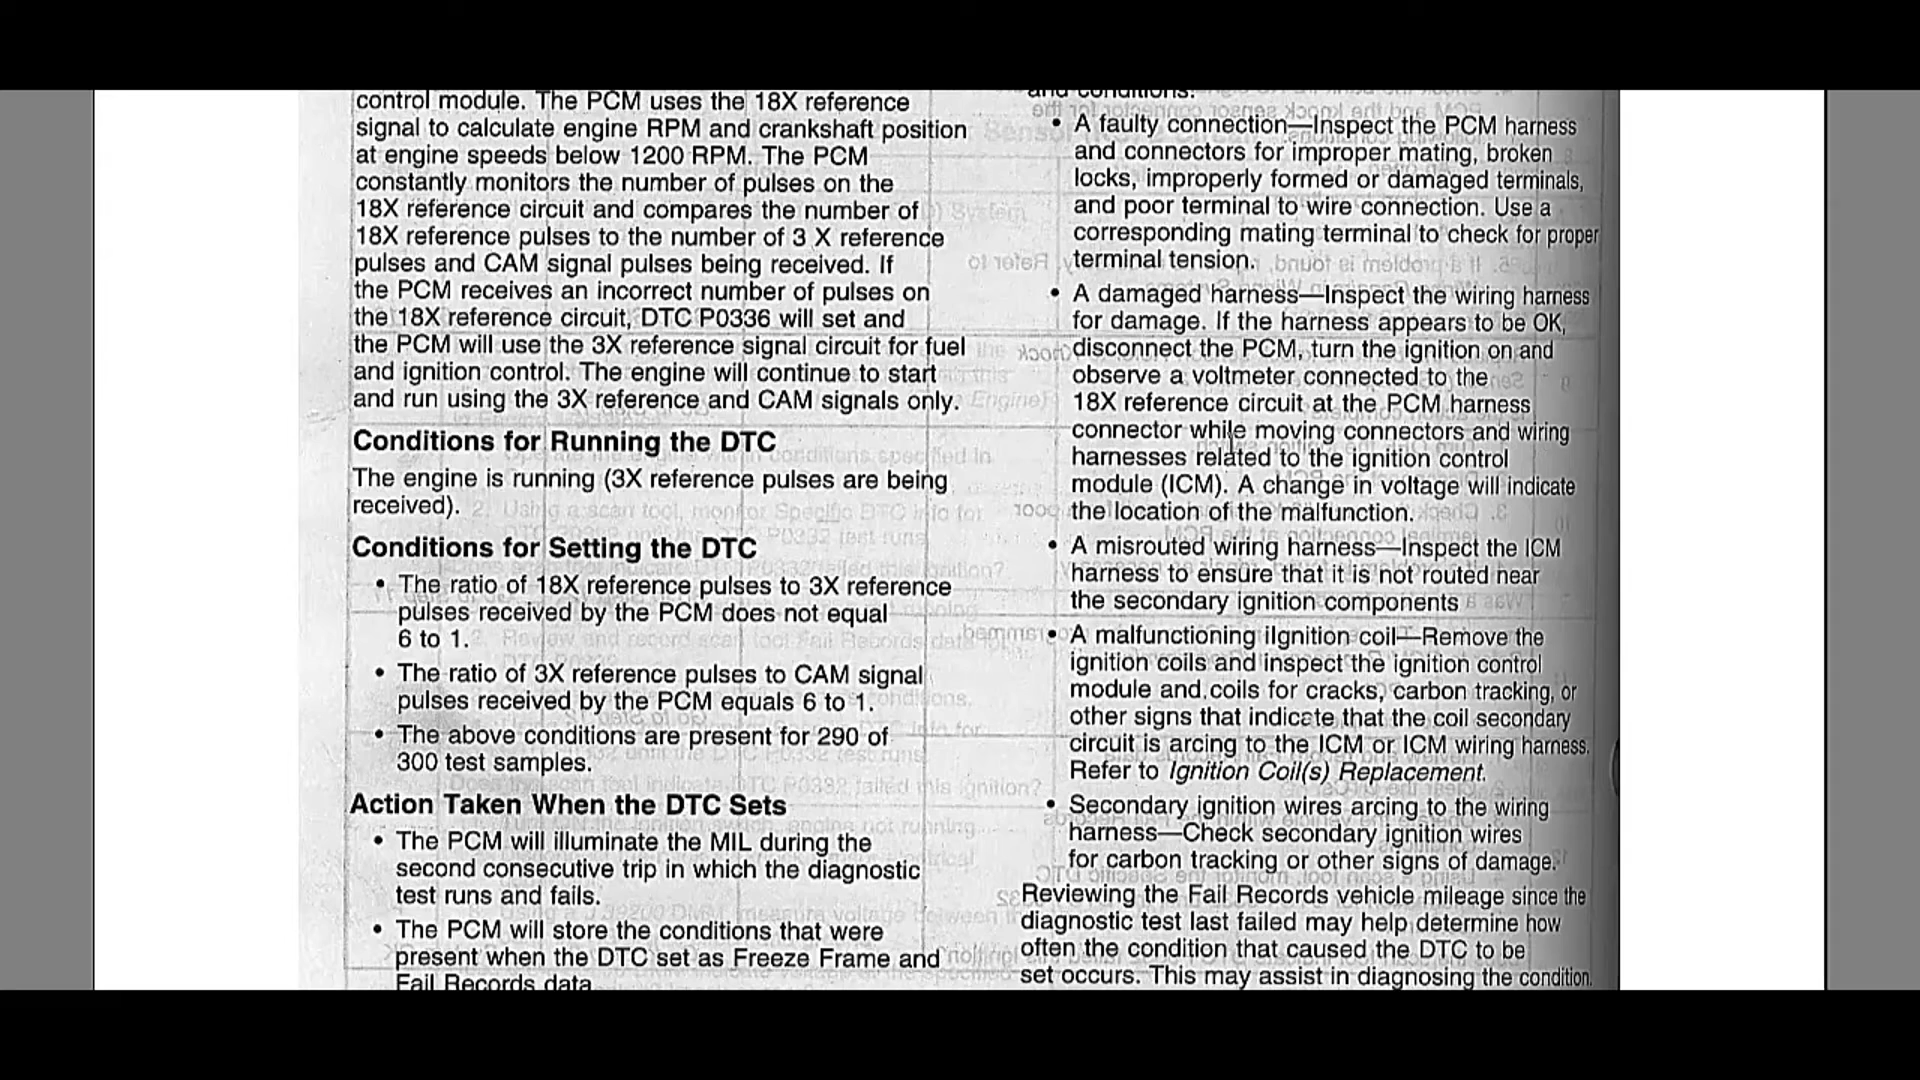 control module. The PCM uses the 18X reference
signal to calculate engine RPM and crankshaft position
at engine speeds below 1200 RPM. The PCM
constantly monitors the number of pulses on the
18X reference circuit and compares the number of
18X reference pulses to the number of 3 X reference
pulses and CAM signal pulses being received. If
the PCM receives an incorrect number of pulses on
the 18X reference circuit, DTC P0336 will set and
the PCM will use the 3X reference signal circuit for fuel
and ignition control. The engine will continue to start
and run using the 3X reference and CAM signals only.
Conditions for Running the DTC
The engine is running (3X reference pulses are being
received).
Conditions for Setting the DTC
• The ratio of 18X reference pulses to 3X reference
pulses received by the PCM does not equal
6 to 1.
• The ratio of 3X reference pulses to CAM signal
pulses received by the PCM equals 6 to 1.
• The above conditions are present for 290 of
300 test samples.
Action Taken When the DTC Sets
• The PCM will illuminate the MIL during the
second consecutive trip in which the diagnostic
test runs and fails.
• The PCM will store the conditions that were
present when the DTC set as Freeze Frame and
Fail Records data
and conditions:
• A faulty connection—Inspect the PCM harness
and connectors for improper mating, broken
locks, improperly formed or damaged terminals,
and poor terminal to wire connection. Use a
corresponding mating terminal to check for proper
terminal tension.
• A damaged harness—Inspect the wiring harness
for damage. If the harness appears to be OK,
disconnect the PCM, turn the ignition on and
observe a voltmeter connected to the
18X reference circuit at the PCM harness
connector while moving connectors and wiring
harnesses related to the ignition control
module (ICM). A change in voltage will indicate
the location of the malfunction.
• A misrouted wiring harness—Inspect the ICM
harness to ensure that it is not routed near
the secondary ignition components
• A malfunctioning iIgnition coil—Remove the
ignition coils and inspect the ignition control
module and coils for cracks, carbon tracking, or
other signs that indicate that the coil secondary
circuit is arcing to the ICM or ICM wiring harness.
Refer to Ignition Coil(s) Replacement.
• Secondary ignition wires arcing to the wiring
harness—Check secondary ignition wires
for carbon tracking or other signs of damage.
Reviewing the Fail Records vehicle mileage since the
diagnostic test last failed may help determine how
often the condition that caused the DTC to be
set occurs. This may assist in diagnosing the condition.